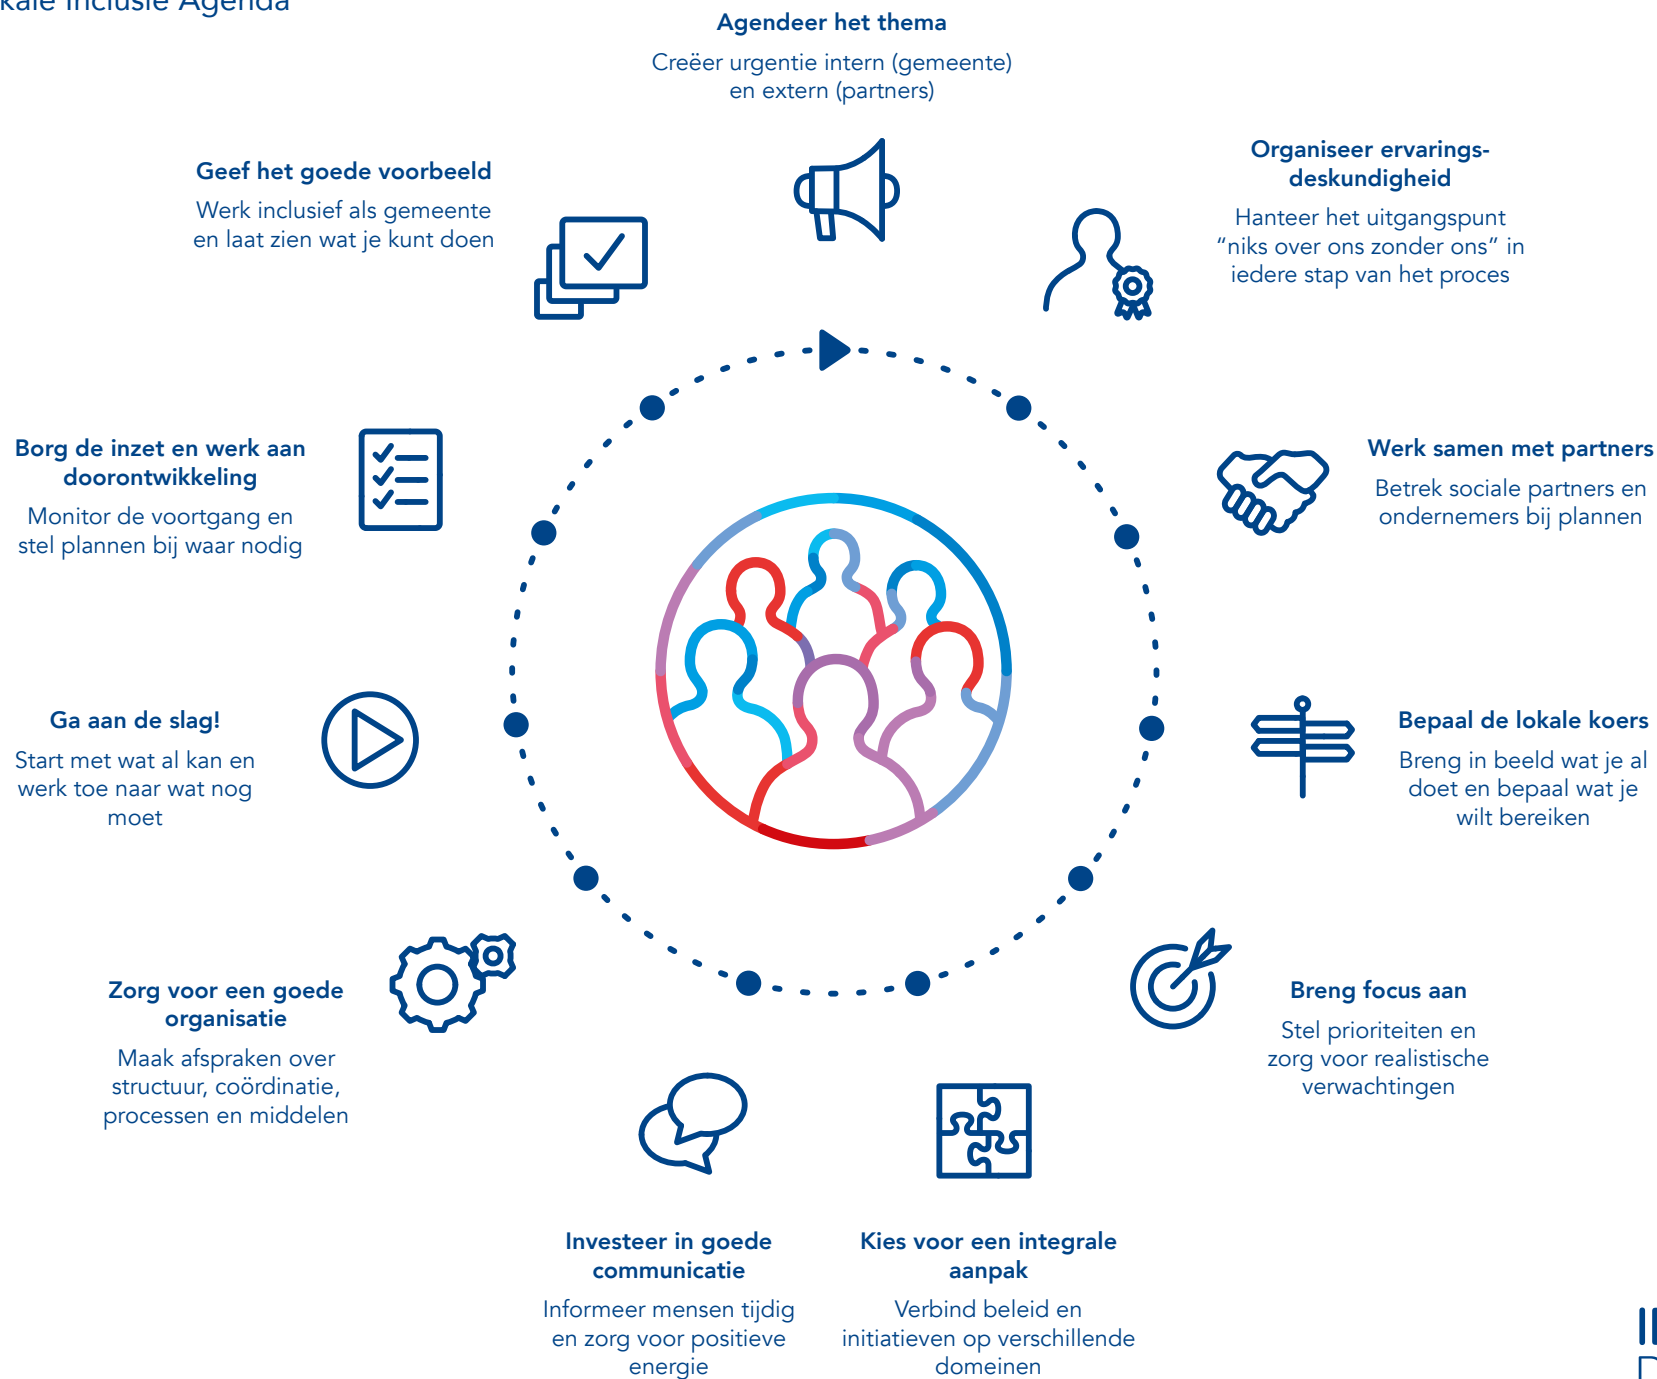 kale Inclusie Agenda
Agendeer het thema
Creëer urgentie intern (gemeente)
en extern (partners)
Organiseer ervarings-
deskundigheid
Hanteer het uitgangspunt
“niks over ons zonder ons” in
iedere stap van het proces
Werk samen met partners
Betrek sociale partners en
ondernemers bij plannen
Bepaal de lokale koers
Breng in beeld wat je al
doet en bepaal wat je
wilt bereiken
Breng focus aan
Stel prioriteiten en
zorg voor realistische
verwachtingen
Kies voor een integrale
aanpak
Verbind beleid en
initiatieven op verschillende
domeinen
Investeer in goede
communicatie
Informeer mensen tijdig
en zorg voor positieve
energie
Zorg voor een goede
organisatie
Maak afspraken over
structuur, coördinatie,
processen en middelen
Ga aan de slag!
Start met wat al kan en
werk toe naar wat nog
moet
Borg de inzet en werk aan
doorontwikkeling
Monitor de voortgang en
stel plannen bij waar nodig
Geef het goede voorbeeld
Werk inclusief als gemeente
en laat zien wat je kunt doen